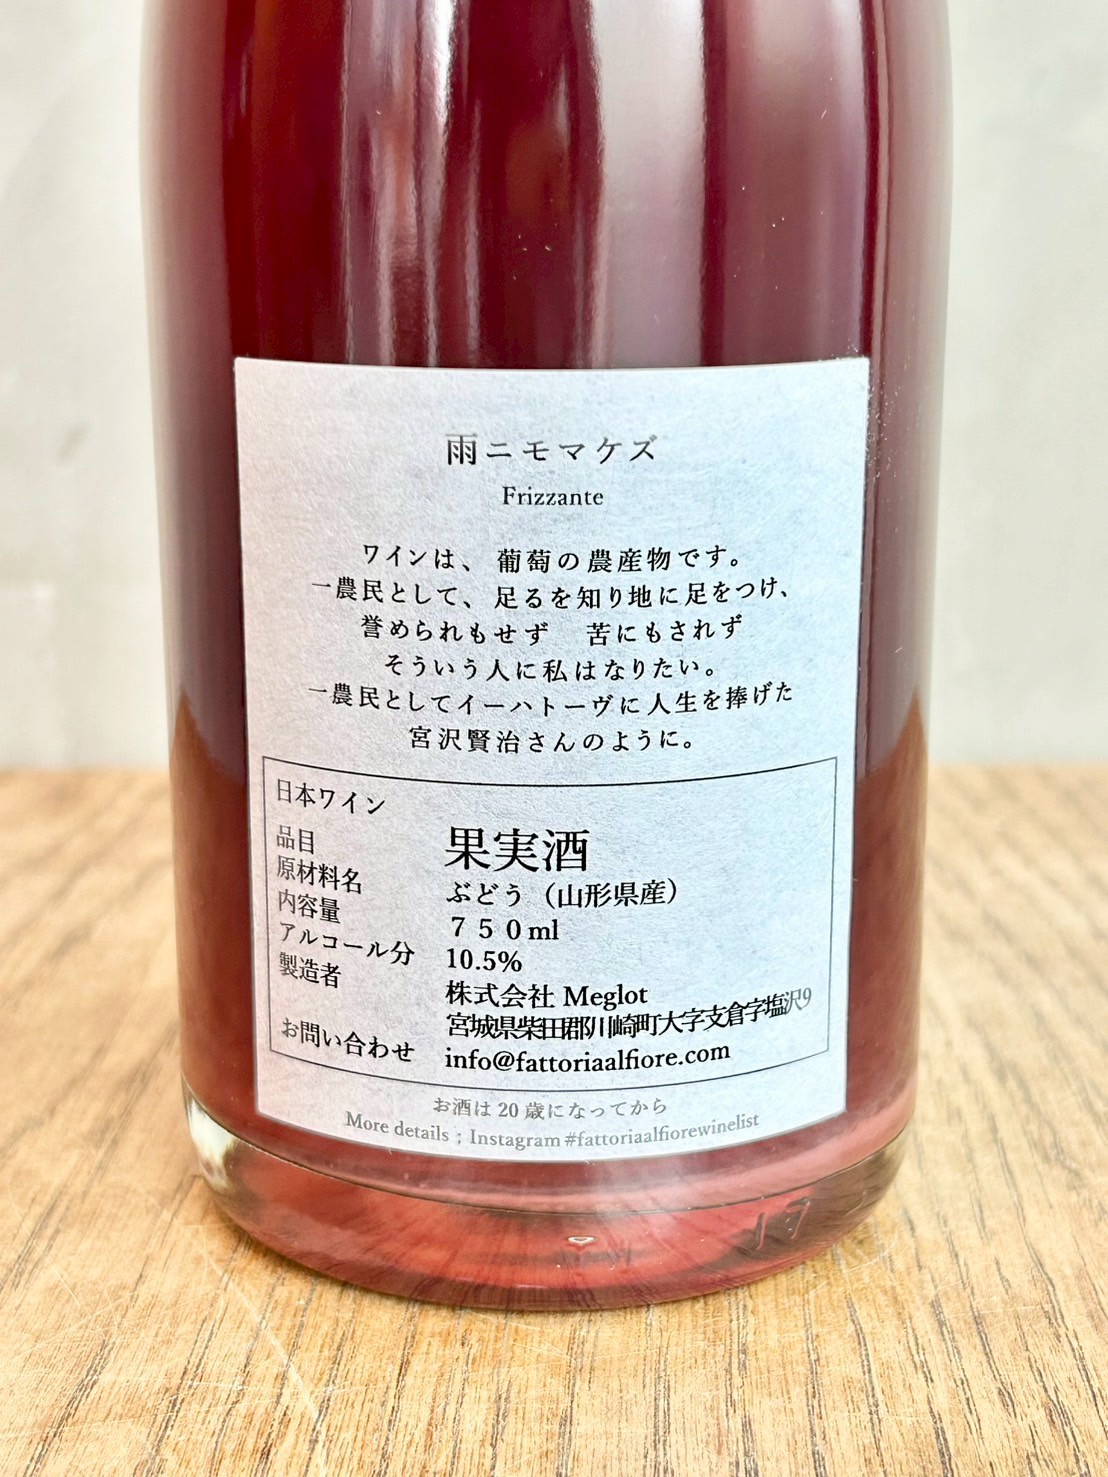 雨ニモマケズ
Frizzante
ワインは、葡萄の農産物です。
一農民として、足るを知り地に足をつけ、
誉められもせず　苦にもされず
そういう人に私はなりたい。
一農民としてイーハトーヴに人生を捧げた
宮沢賢治さんのように。
日本ワイン
品目 果実酒
原材料名 ぶどう（山形県産）
内容量 ７５０ml
アルコール分 10.5%
製造者 株式会社 Meglot
宮城県柴田郡川崎町大字支倉字塩沢9
お問い合わせ info@fattoriaalfiore.com
お酒は20歳になってから
More details ; Instagram #fattoriaalfiorewinelist
17